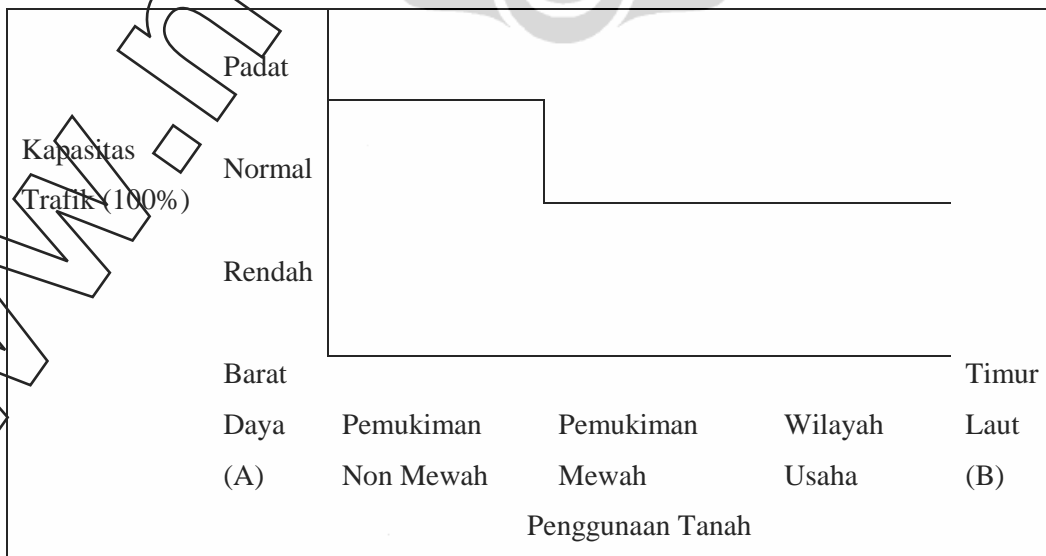 Padat
Kapasitas
Trafik (100%)
Normal
Rendah
Barat Daya (A)
Pemukiman Non Mewah
Pemukiman Mewah
Wilayah Usaha
Timur Laut (B)
Penggunaan Tanah